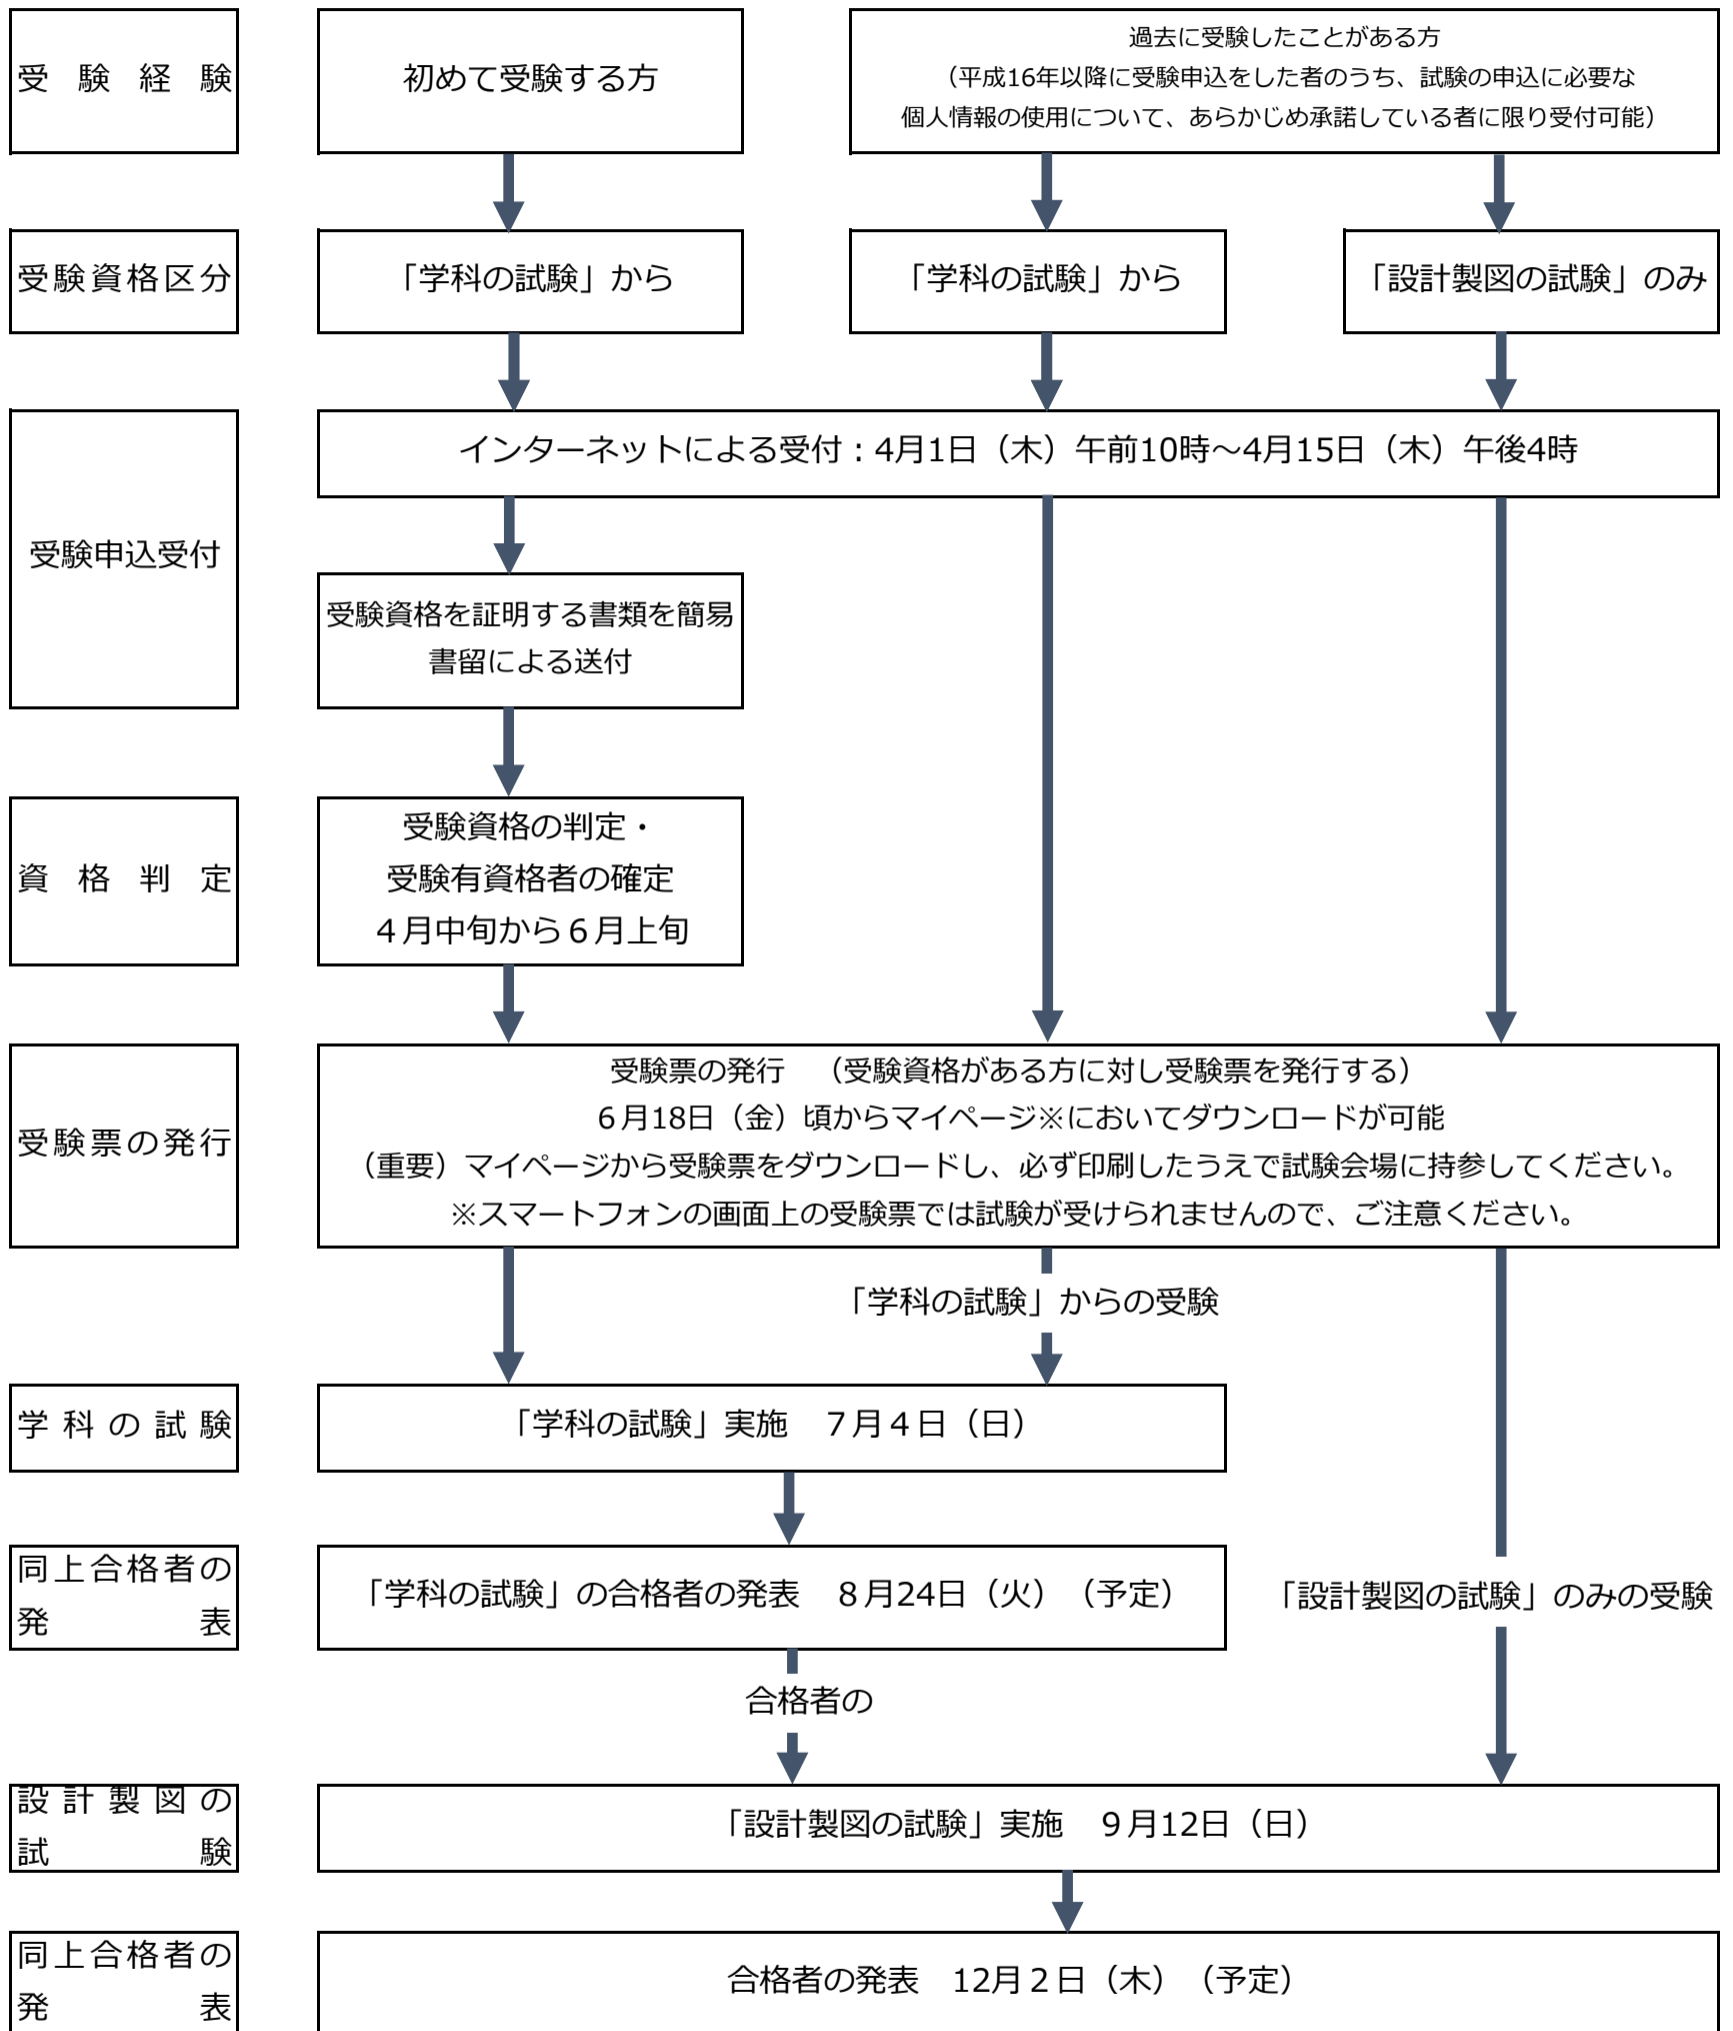 受験経験
初めて受験する方
過去に受験したことがある方
（平成16年以降に受験申込をした者のうち、試験の申込に必要な
個人情報の使用について、あらかじめ承諾している者に限り受付可能）
受験資格区分
「学科の試験」から
「学科の試験」から
「設計製図の試験」のみ
受験申込受付
インターネットによる受付：4月1日（木）午前10時～4月15日（木）午後4時
受験資格を証明する書類を簡易
書留による送付
資格判定
受験資格の判定・
受験有資格者の確定
４月中旬から６月上旬
受験票の発行
受験票の発行　（受験資格がある方に対し受験票を発行する）
６月18日（金）頃からマイページ※においてダウンロードが可能
（重要）マイページから受験票をダウンロードし、必ず印刷したうえで試験会場に持参してください。
※スマートフォンの画面上の受験票では試験が受けられませんので、ご注意ください。
「学科の試験」からの受験
学科の試験
「学科の試験」実施　７月４日（日）
同上合格者の
発表
「学科の試験」の合格者の発表　８月24日（火）（予定）
「設計製図の試験」のみの受験
合格者の
設計製図の
試験
「設計製図の試験」実施　９月12日（日）
同上合格者の
発表
合格者の発表　12月２日（木）（予定）